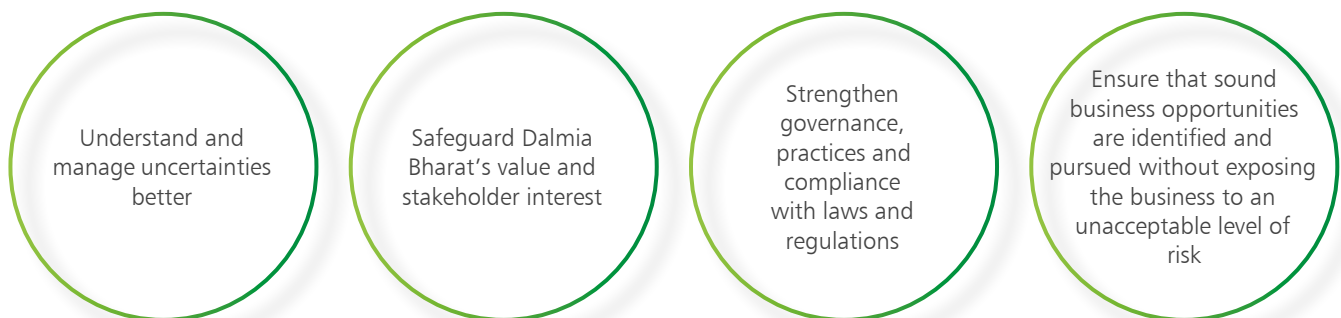 Understand and
manage uncertainties
better
Safeguard Dalmia
Bharat’s value and
stakeholder interest
Strengthen
governance,
practices and
compliance
with laws and
regulations
Ensure that sound
business opportunities
are identified and
pursued without exposing
the business to an
unacceptable level of
risk